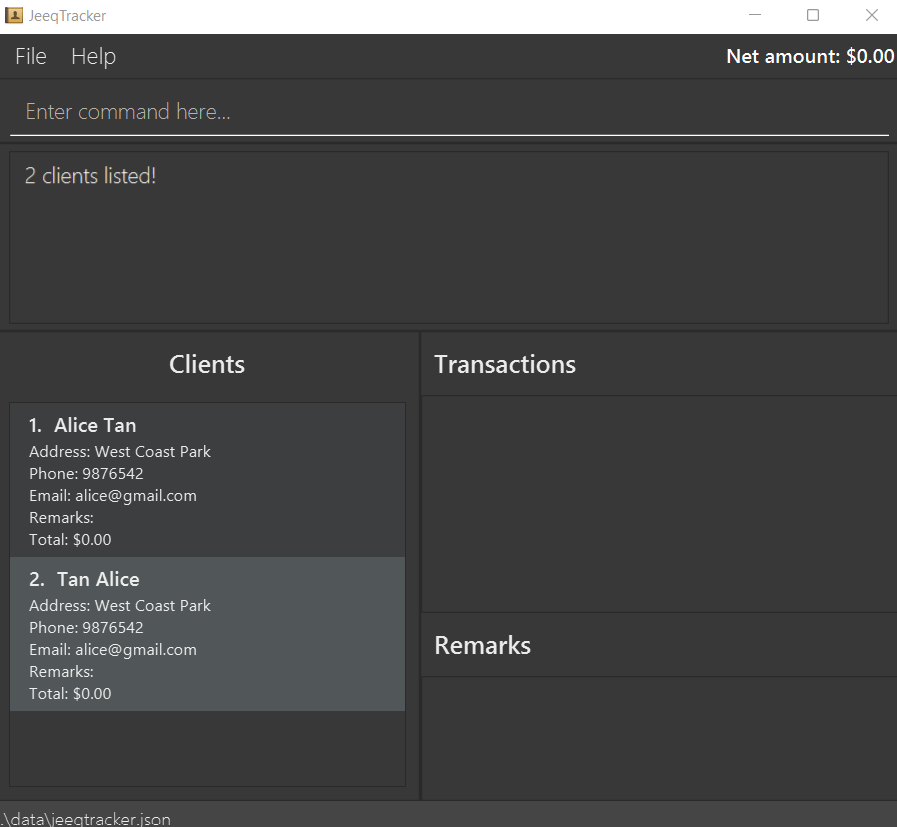 JeeqTracker
File Help Net amount: $0.00
Enter command here...
2 clients listed!
Clients
1. Alice Tan
Address: West Coast Park
Phone: 9876542
Email: alice@gmail.com
Remarks:
Total: $0.00
2. Tan Alice
Address: West Coast Park
Phone: 9876542
Email: alice@gmail.com
Remarks:
Total: $0.00
Transactions
Remarks
.\data\jeeqtracker.json